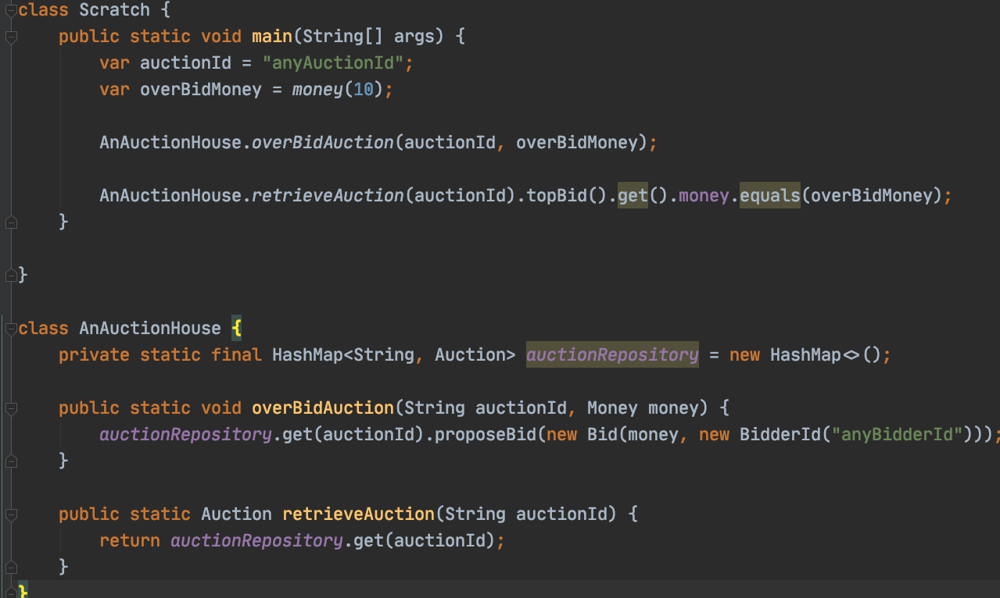 class Scratch {
    public static void main(String[] args) {
        var auctionId = "anyAuctionId";
        var overBidMoney = money(10);
        AnAuctionHouse.overBidAuction(auctionId, overBidMoney);
        AnAuctionHouse.retrieveAuction(auctionId).topBid().get().money.equals(overBidMoney);
    }
}
class AnAuctionHouse {
    private static final HashMap<String, Auction> auctionRepository = new HashMap<>();
    public static void overBidAuction(String auctionId, Money money) {
        auctionRepository.get(auctionId).proposeBid(new Bid(money, new BidderId("anyBidderId")));
    }
    public static Auction retrieveAuction(String auctionId) {
        return auctionRepository.get(auctionId);
    }
}